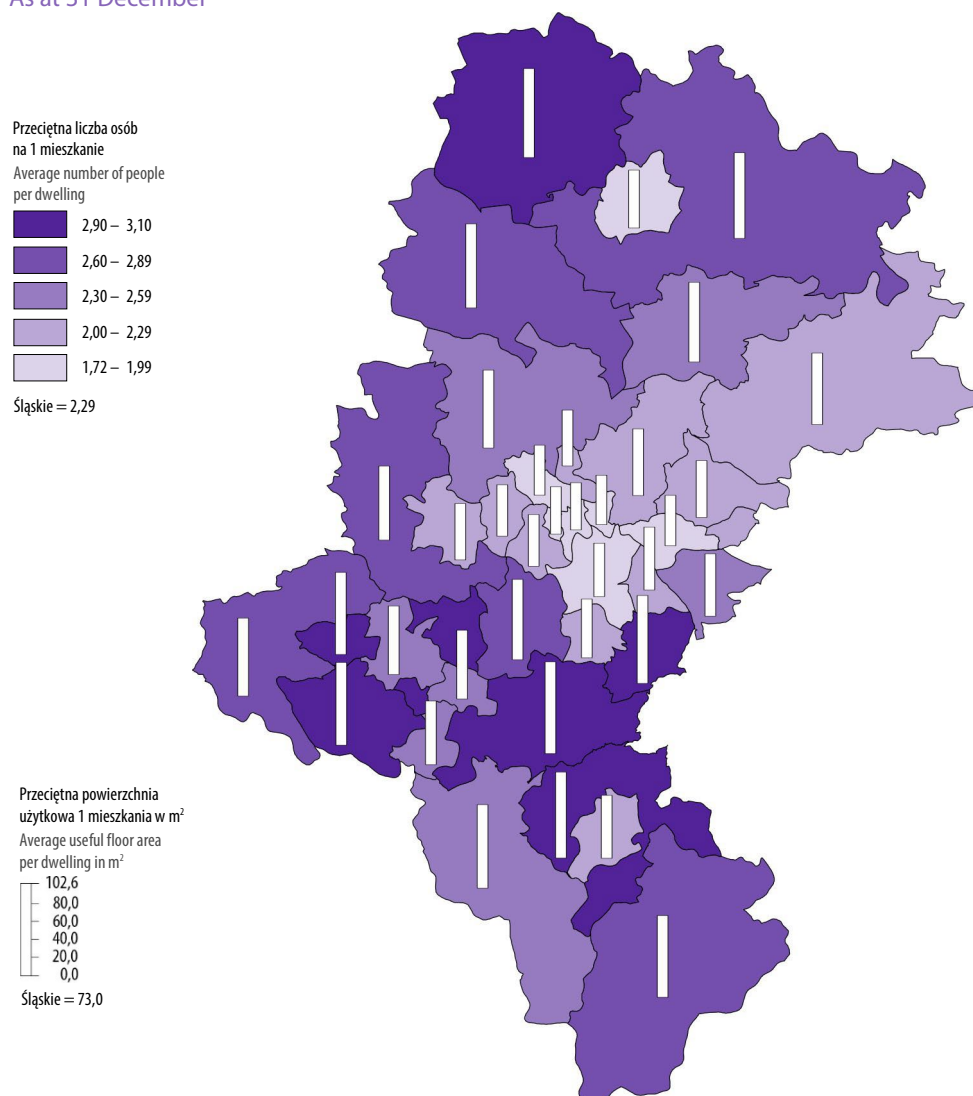 As at 31 December
Przeciętna liczba osób
na 1 mieszkanie
Average number of people
per dwelling
2,90 – 3,10
2,60 – 2,89
2,30 – 2,59
2,00 – 2,29
1,72 – 1,99
Śląskie = 2,29
Przeciętna powierzchnia
użytkowa 1 mieszkania w m²
Average useful floor area
per dwelling in m²
102,6
80,0
60,0
40,0
20,0
0,0
Śląskie = 73,0